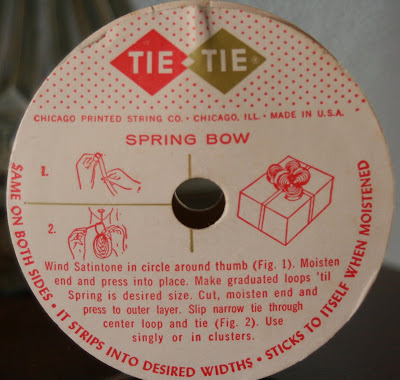 TIE TIE®
CHICAGO PRINTED STRING CO. · CHICAGO, ILL. · MADE IN U.S.A.
SPRING BOW
1.
2.
Wind Satintone in circle around thumb (Fig. 1). Moisten
end and press into place. Make graduated loops 'til
Spring is desired size. Cut, moisten end and
press to outer layer. Slip narrow tie through
center loop and tie (Fig. 2). Use
singly or in clusters.
SAME ON BOTH SIDES • IT STRIPS INTO DESIRED WIDTHS • STICKS TO ITSELF WHEN MOISTENED